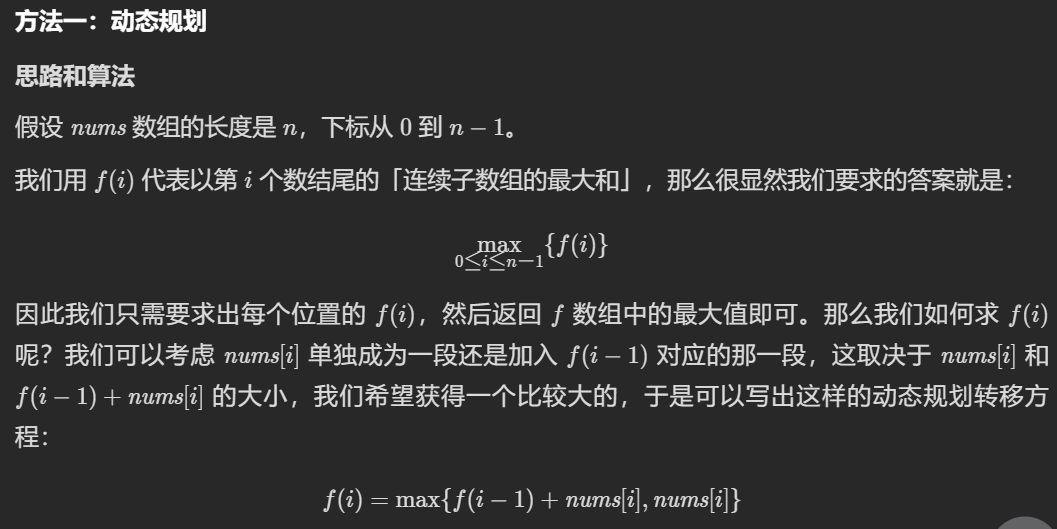 方法一：动态规划
思路和算法
假设 nums 数组的长度是 n，下标从 0 到 n − 1。
我们用 f(i) 代表以第 i 个数结尾的「连续子数组的最大和」，那么很显然我们要求的答案就是：
max {f(i)}
0≤i≤n−1
因此我们只需要求出每个位置的 f(i)，然后返回 f 数组中的最大值即可。那么我们如何求 f(i)
呢？我们可以考虑 nums[i] 单独成为一段还是加入 f(i − 1) 对应的那一段，这取决于 nums[i] 和
f(i − 1) + nums[i] 的大小，我们希望获得一个比较大的，于是可以写出这样的动态规划转移方
程：
f(i) = max{f(i − 1) + nums[i], nums[i]}